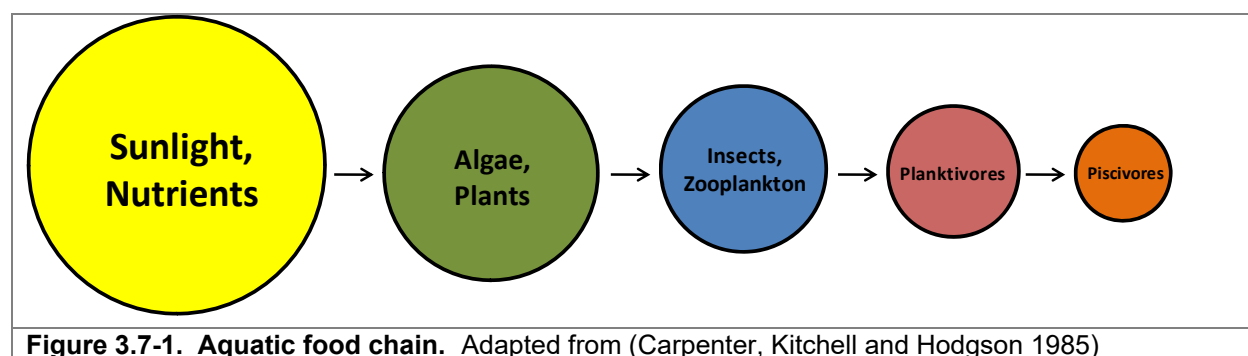 Sunlight,
Nutrients
Algae,
Plants
Insects,
Zooplankton
Planktivores
Piscivores
Figure 3.7-1. Aquatic food chain. Adapted from (Carpenter, Kitchell and Hodgson 1985)